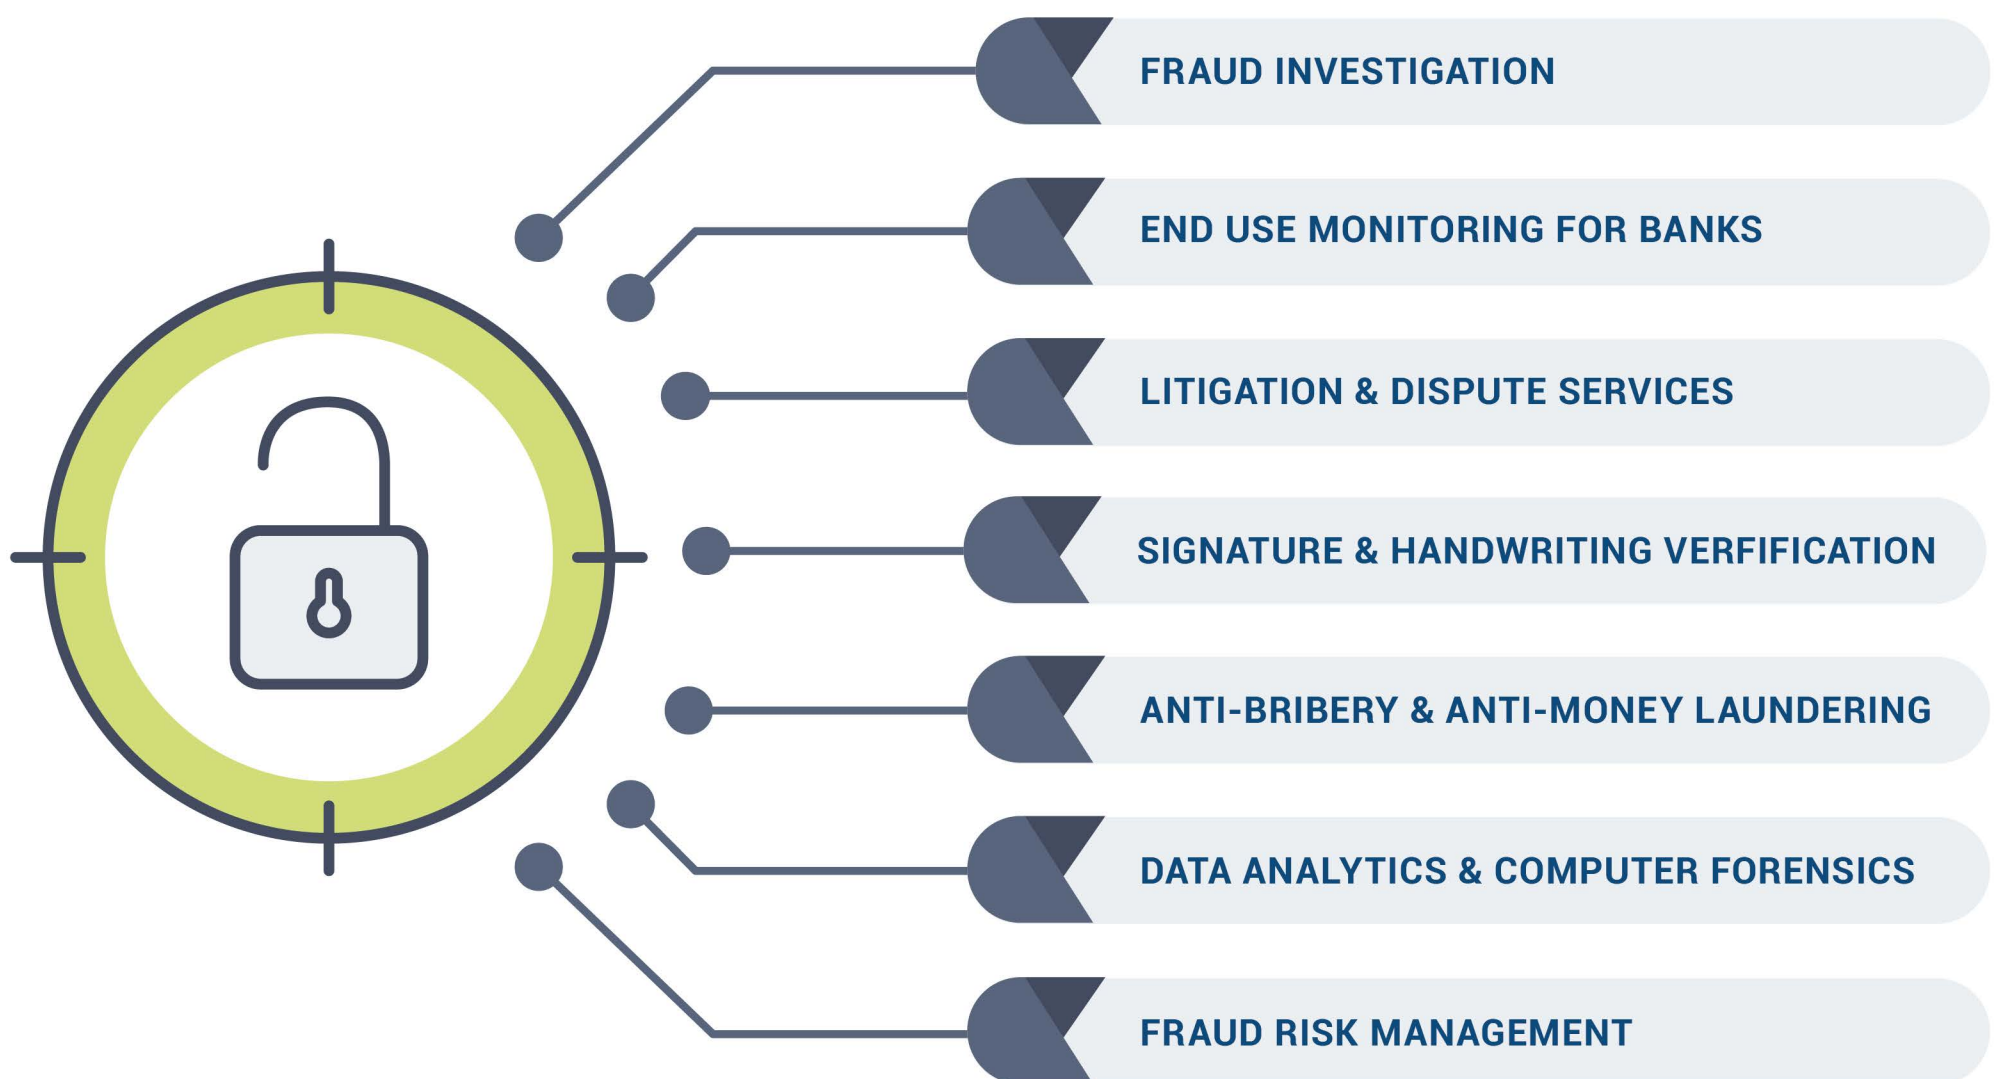 FRAUD INVESTIGATION
END USE MONITORING FOR BANKS
LITIGATION & DISPUTE SERVICES
SIGNATURE & HANDWRITING VERFIFICATION
ANTI-BRIBERY & ANTI-MONEY LAUNDERING
DATA ANALYTICS & COMPUTER FORENSICS
FRAUD RISK MANAGEMENT